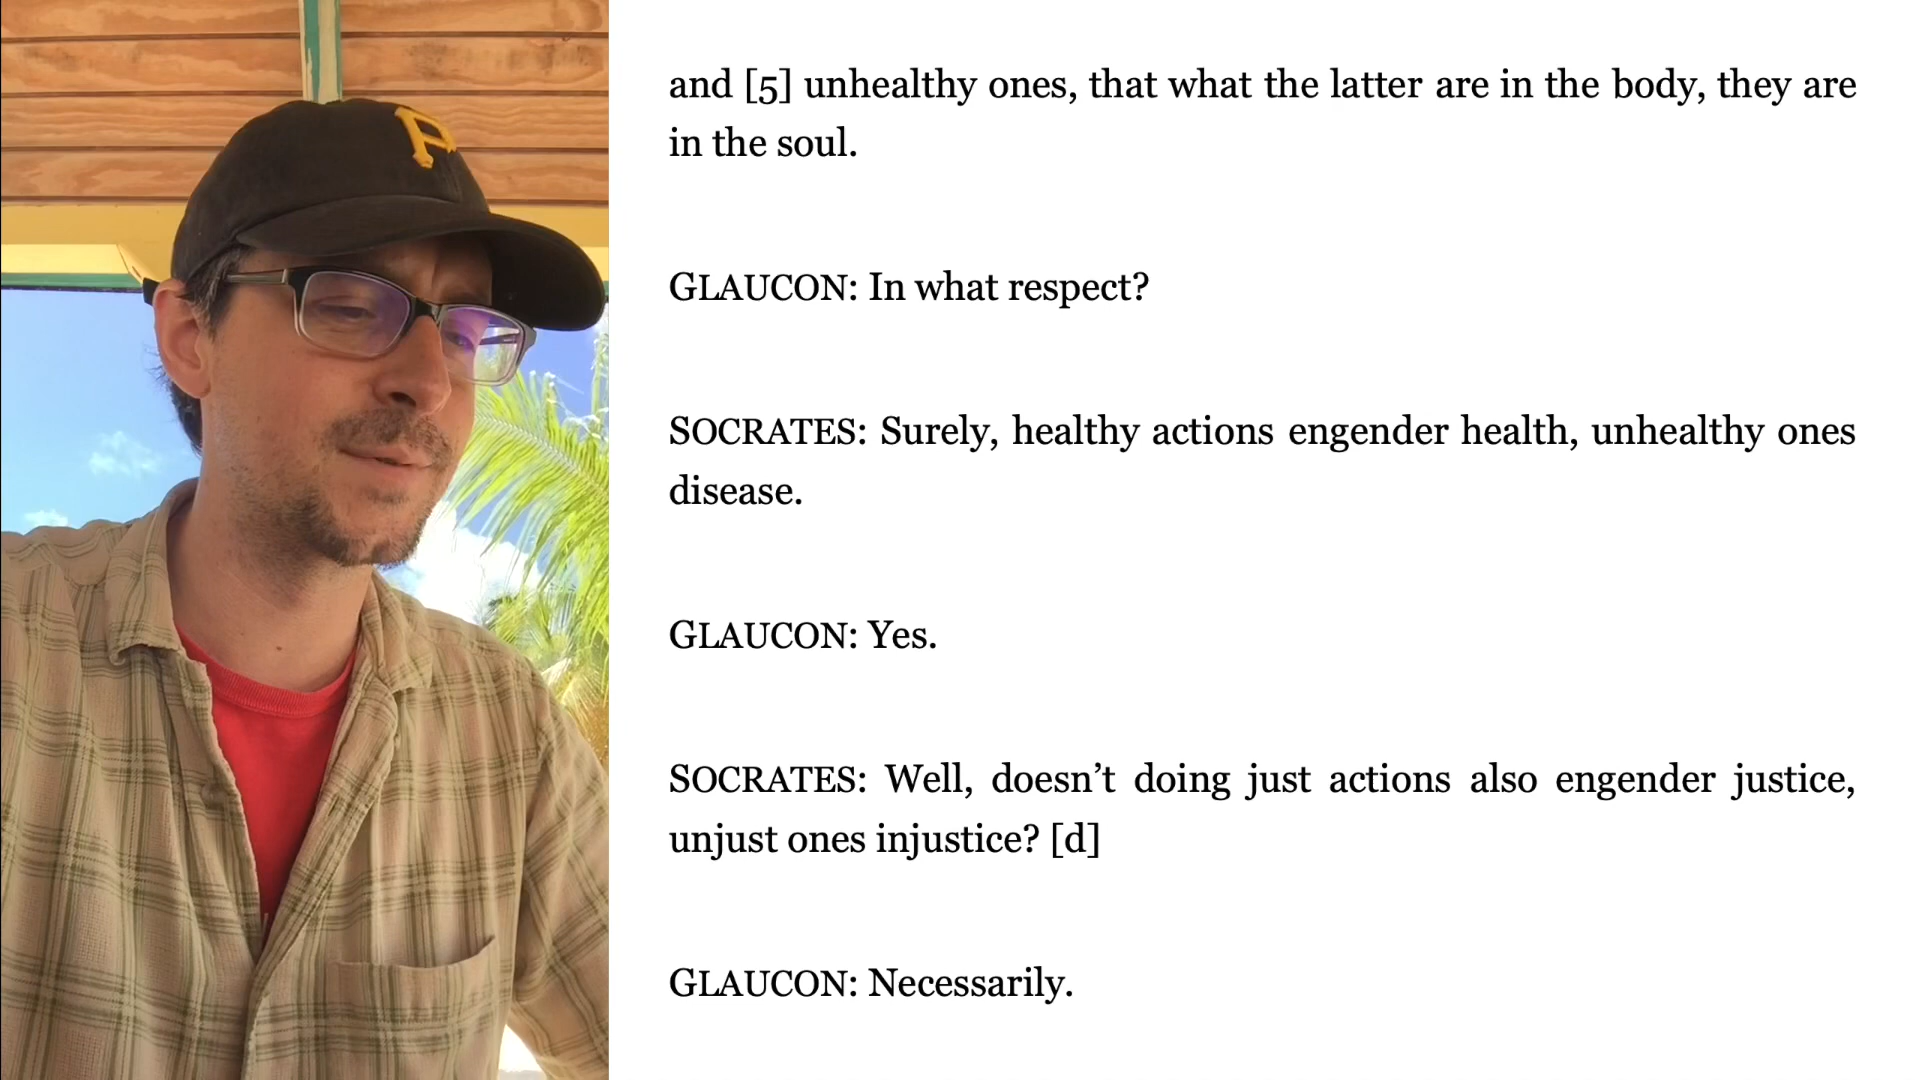 P
and [5] unhealthy ones, that what the latter are in the body, they are
in the soul.
GLAUCON: In what respect?
SOCRATES: Surely, healthy actions engender health, unhealthy ones
disease.
GLAUCON: Yes.
SOCRATES: Well, doesn’t doing just actions also engender justice,
unjust ones injustice? [d]
GLAUCON: Necessarily.